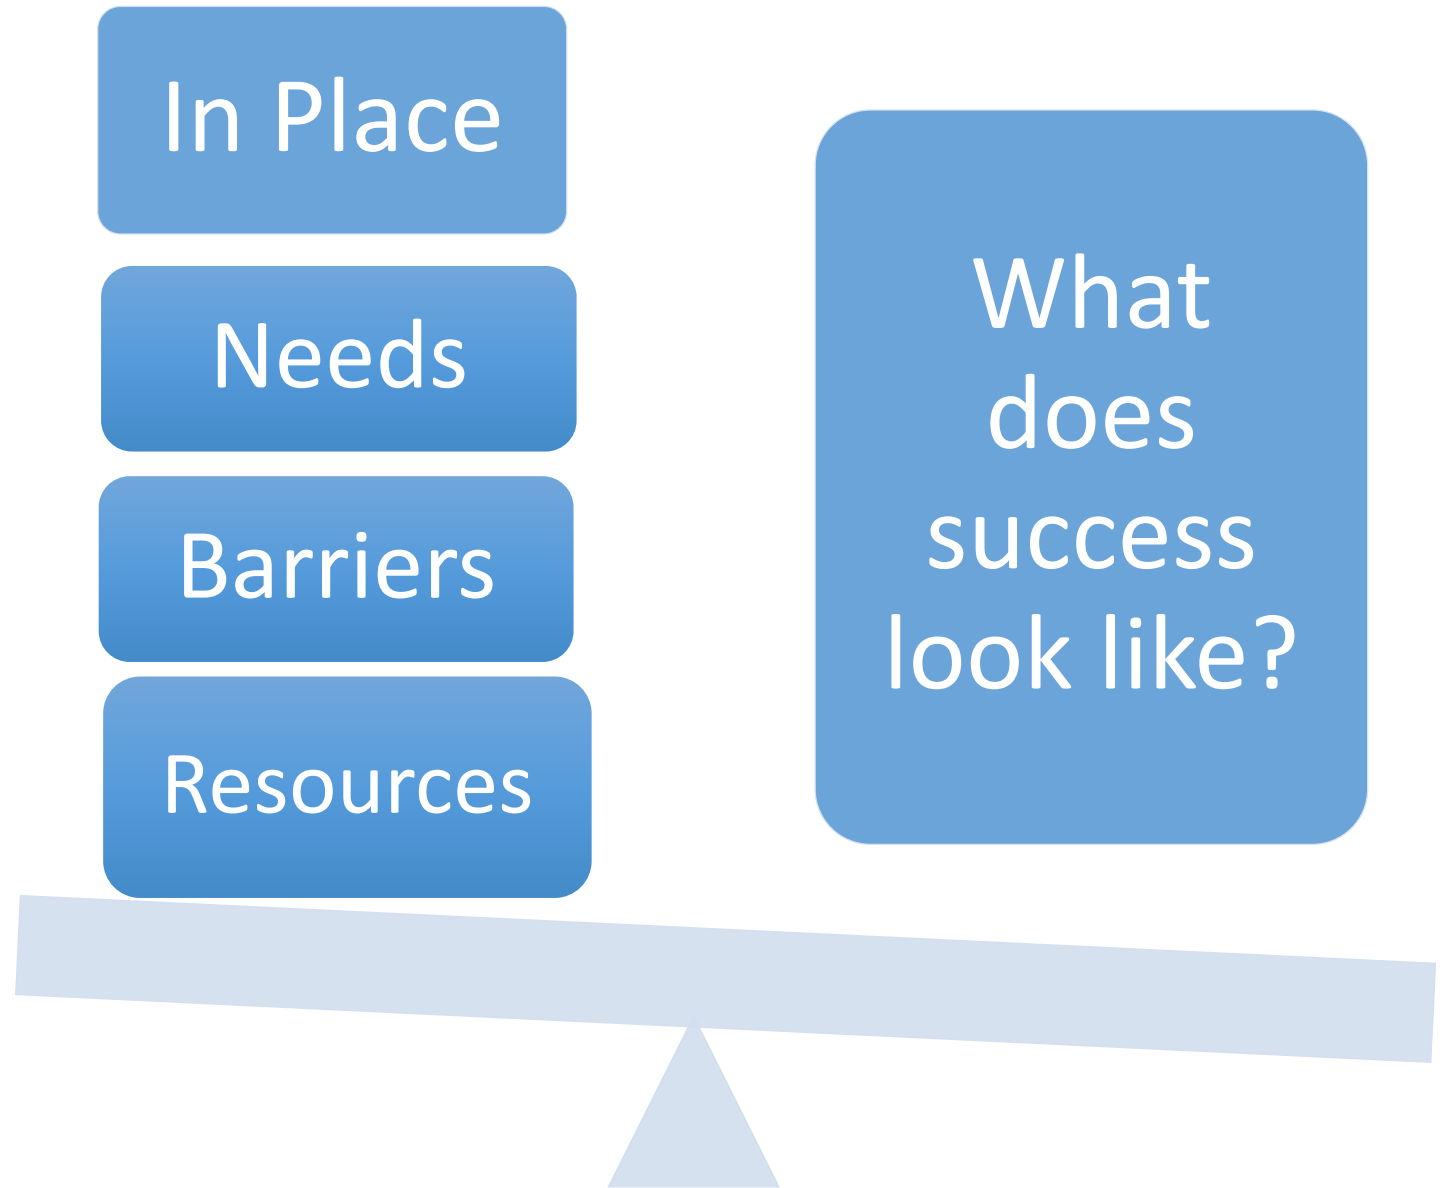 In Place
Needs
Barriers
Resources
What
does
success
look like?